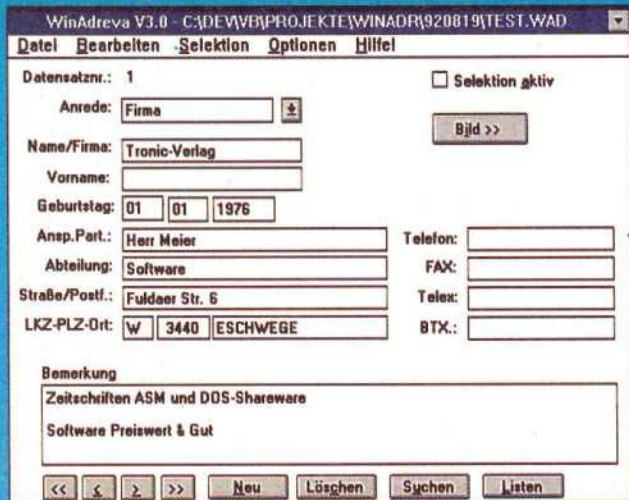 WinAdreva V3.0 - C:\DEV\VB\PROJEKTE\WINADR\920819\TEST.WAD
Datei Bearbeiten Selektion Optionen Hilfe!
Datensatznr.: 1
Selektion aktiv
Anrede: Firma
Bild >>
Name/Firma: Tronic-Verlag
Vorname:
Geburtstag: 01 01 1976
Ansp.Part.: Herr Meier Telefon:
Abteilung: Software FAX:
Straße/Postf.: Fuldaer Str. 6 Telex:
LKZ-PLZ-Ort: W 3440 ESCHWEGE BTX.:
Bemerkung
Zeitschriften ASM und DOS-Shareware
Software Preiswert & Gut
<< < > >> Neu Löschen Suchen Listen